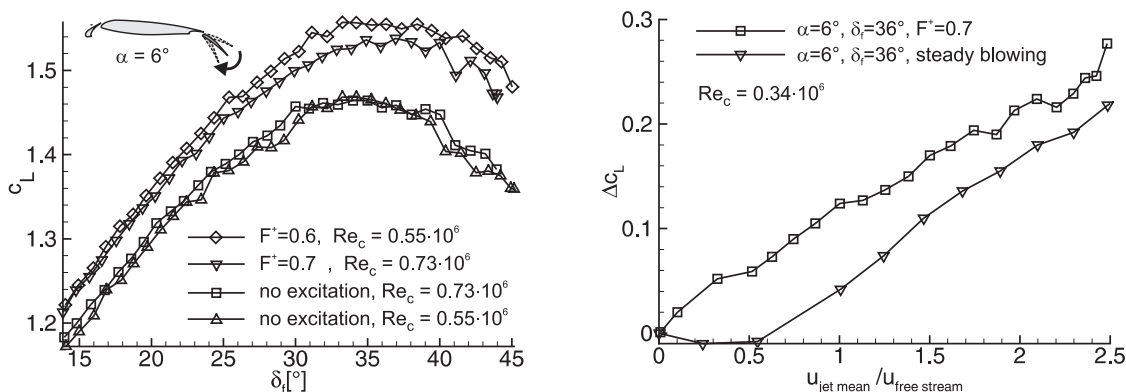 1.5
1.4
1.3
1.2
c_L
α = 6°
F⁺=0.6, Re_c = 0.55·10⁶
F⁺=0.7 , Re_c = 0.73·10⁶
no excitation, Re_c = 0.73·10⁶
no excitation, Re_c = 0.55·10⁶
15 20 25 30 35 40 45
δ_f[°]
0.3
0.2
0.1
0
Δc_L
α=6°, δ_f=36°, F⁺=0.7
α=6°, δ_f=36°, steady blowing
Re_c = 0.34·10⁶
0 0.5 1 1.5 2 2.5
u_jet mean/u_free stream